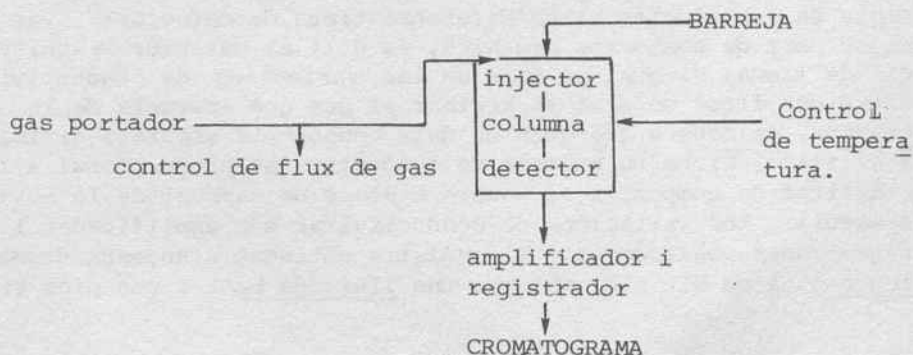 BARREJA
gas portador
control de flux de gas
injector
columna
detector
Control
de tempera
tura.
amplificador i
registrador
CROMATOGRAMA